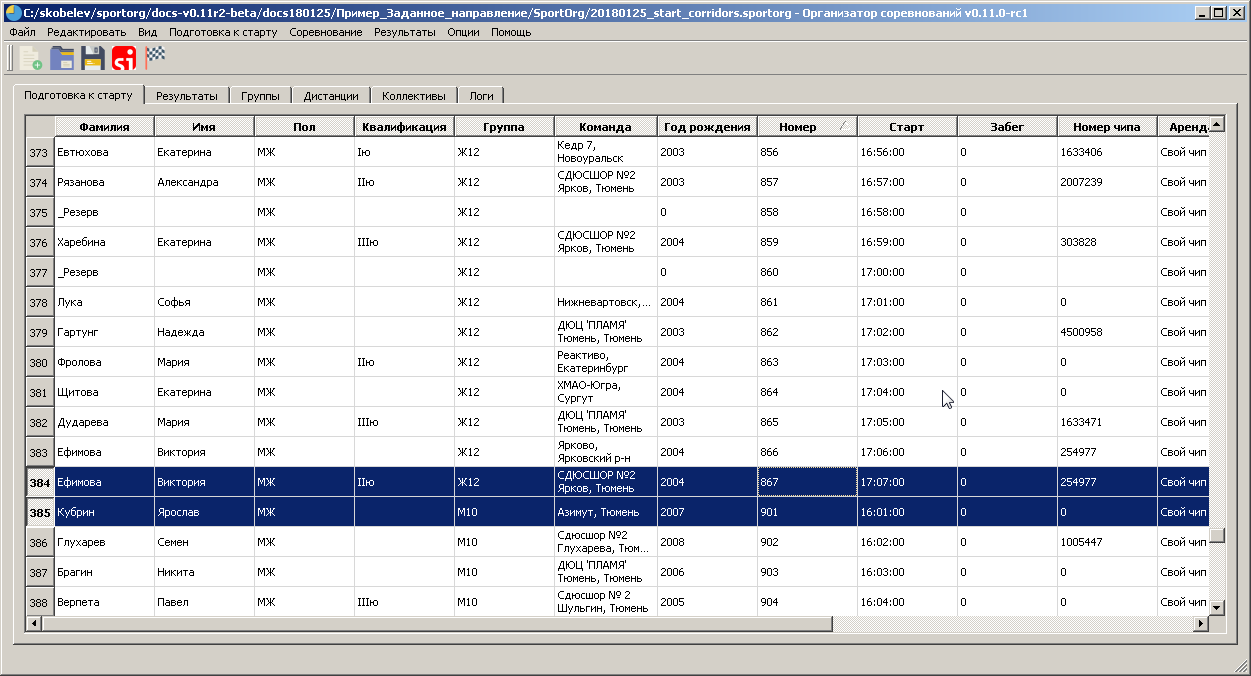 C:/skobelev/sportorg/docs-v0.11r2-beta/docs180125/Пример_Заданное_направление/SportOrg/20180125_start_corridors.sportorg - Организатор соревнований v0.11.0-rc1
Файл Редактировать Вид Подготовка к старту Соревнование Результаты Опции Помощь
si
Подготовка к старту Результаты Группы Дистанции Коллективы Логи
Фамилия Имя Пол Квалификация Группа Команда Год рождения Номер Старт Забег Номер чипа Аренд.
373 Евтюхова Екатерина МЖ Iю Ж12 Кедр 7, Новоуральск 2003 856 16:56:00 0 1633406 Свой чип
374 Рязанова Александра МЖ IIю Ж12 СДЮСШОР №2 Ярков, Тюмень 2003 857 16:57:00 0 2007239 Свой чип
375 _Резерв МЖ Ж12 0 858 16:58:00 0 Свой чип
376 Харебина Екатерина МЖ IIIю Ж12 СДЮСШОР №2 Ярков, Тюмень 2004 859 16:59:00 0 303828 Свой чип
377 _Резерв МЖ Ж12 0 860 17:00:00 0 Свой чип
378 Лука Софья МЖ Ж12 Нижневартовск,... 2004 861 17:01:00 0 0 Свой чип
379 Гартунг Надежда МЖ Ж12 ДЮЦ 'ПЛАМЯ' Тюмень, Тюмень 2003 862 17:02:00 0 4500958 Свой чип
380 Фролова Мария МЖ IIю Ж12 Реактиво, Екатеринбург 2004 863 17:03:00 0 0 Свой чип
381 Щитова Екатерина МЖ Ж12 ХМАО-Югра, Сургут 2004 864 17:04:00 0 0 Свой чип
382 Дударева Мария МЖ IIIю Ж12 ДЮЦ 'ПЛАМЯ' Тюмень, Тюмень 2003 865 17:05:00 0 1633471 Свой чип
383 Ефимова Виктория МЖ Ж12 Ярково, Ярковский р-н 2004 866 17:06:00 0 254977 Свой чип
384 Ефимова Виктория МЖ IIю Ж12 СДЮСШОР №2 Ярков, Тюмень 2004 867 17:07:00 0 254977 Свой чип
385 Кубрин Ярослав МЖ М10 Азимут, Тюмень 2007 901 16:01:00 0 0 Свой чип
386 Глухарев Семен МЖ М10 Сдюсшор №2 Глухарева, Тюм... 2008 902 16:02:00 0 1005447 Свой чип
387 Брагин Никита МЖ М10 ДЮЦ 'ПЛАМЯ' Тюмень, Тюмень 2006 903 16:03:00 0 0 Свой чип
388 Верпета Павел МЖ IIIю М10 Сдюсшор № 2 Шульгин, Тюмень 2005 904 16:04:00 0 0 Свой чип